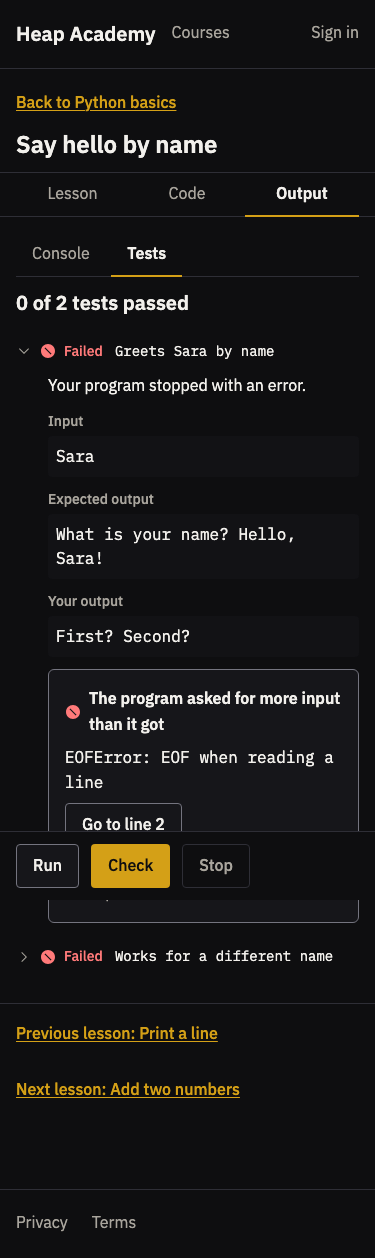 Heap Academy
Courses
Sign in
Back to Python basics
Say hello by name
Lesson
Code
Output
Console
Tests
0 of 2 tests passed
Failed Greets Sara by name
Your program stopped with an error.
Input
Sara
Expected output
What is your name? Hello,
Sara!
Your output
First? Second?
The program asked for more input
than it got
EOFError: EOF when reading a
line
Go to line 2
Run
Check
Stop
Failed Works for a different name
Previous lesson: Print a line
Next lesson: Add two numbers
Privacy
Terms